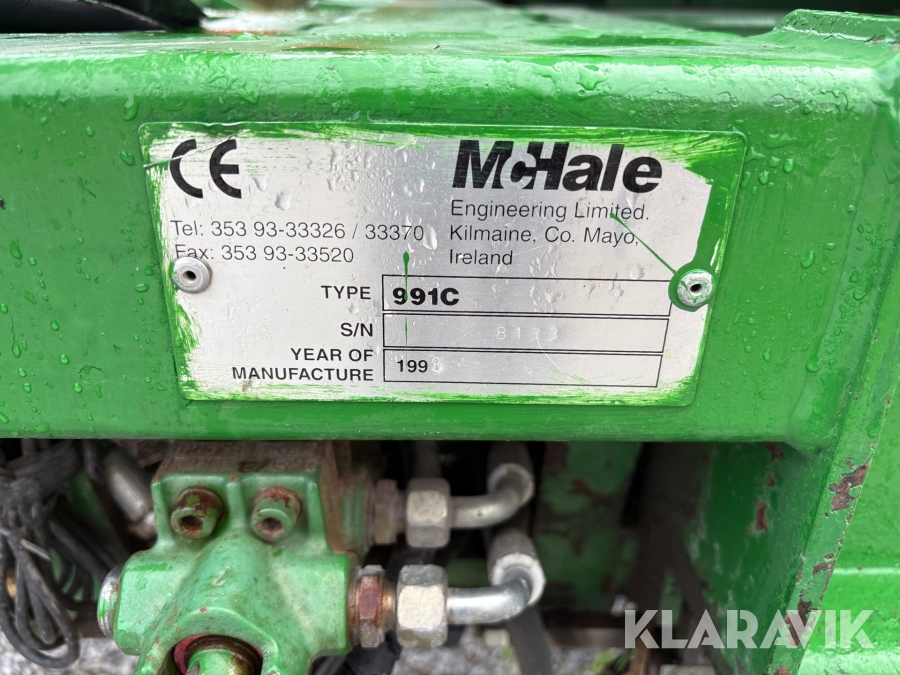 CE
McHale
Engineering Limited.
Kilmaine, Co. Mayo,
Ireland
Tel: 353 93-33326 / 33370
Fax: 353 93-33520
TYPE 991C
S/N
YEAR OF
MANUFACTURE 1998
KLARAVIK